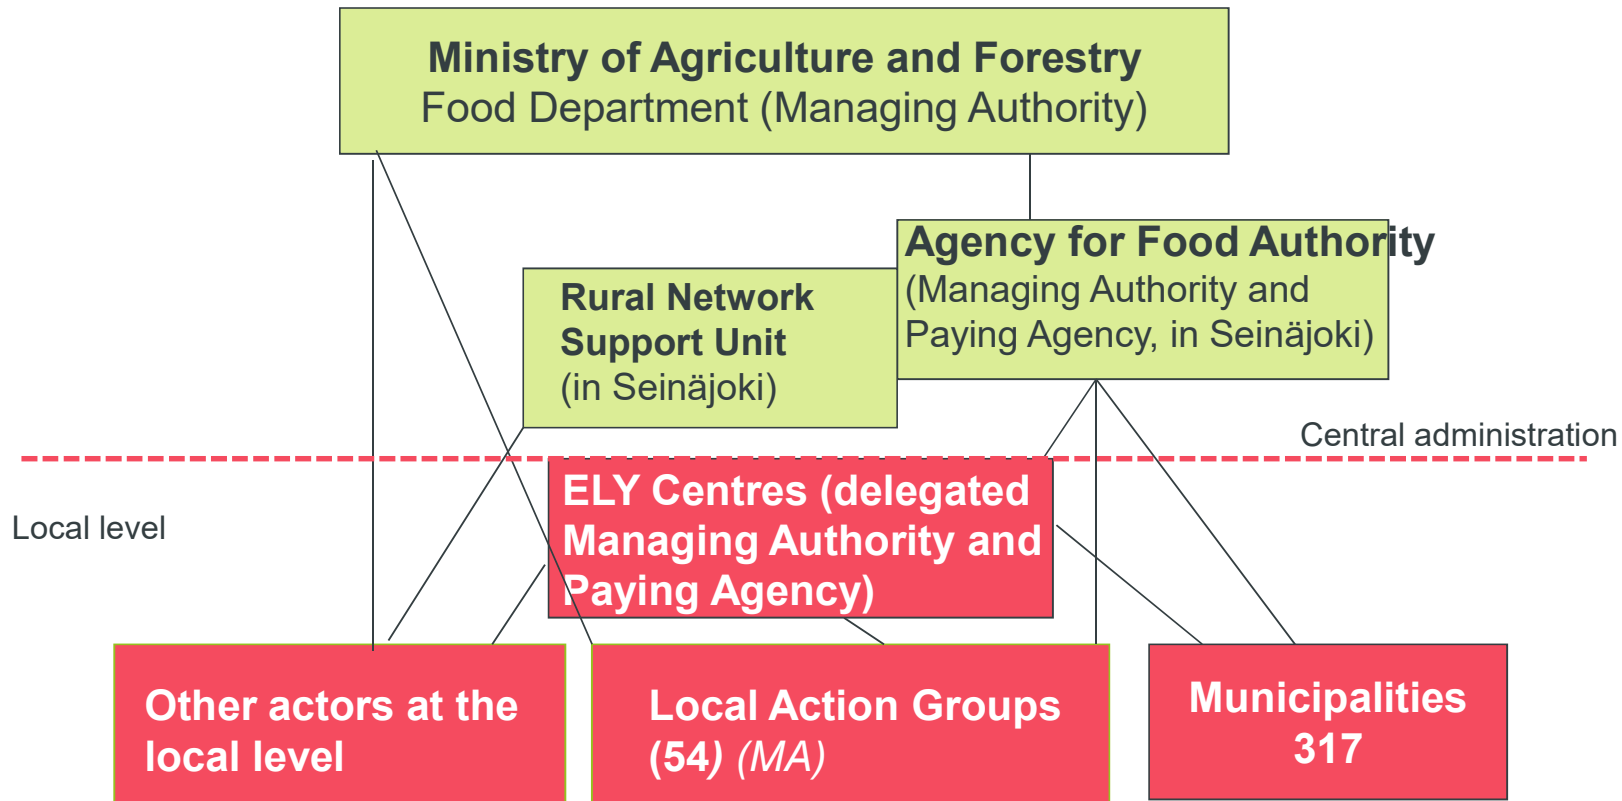 Ministry of Agriculture and Forestry
Food Department (Managing Authority)
Agency for Food Authority
(Managing Authority and
Paying Agency, in Seinäjoki)
Rural Network
Support Unit
(in Seinäjoki)
Central administration
Local level
ELY Centres (delegated
Managing Authority and
Paying Agency)
Other actors at the
local level
Local Action Groups
(54) (MA)
Municipalities
317